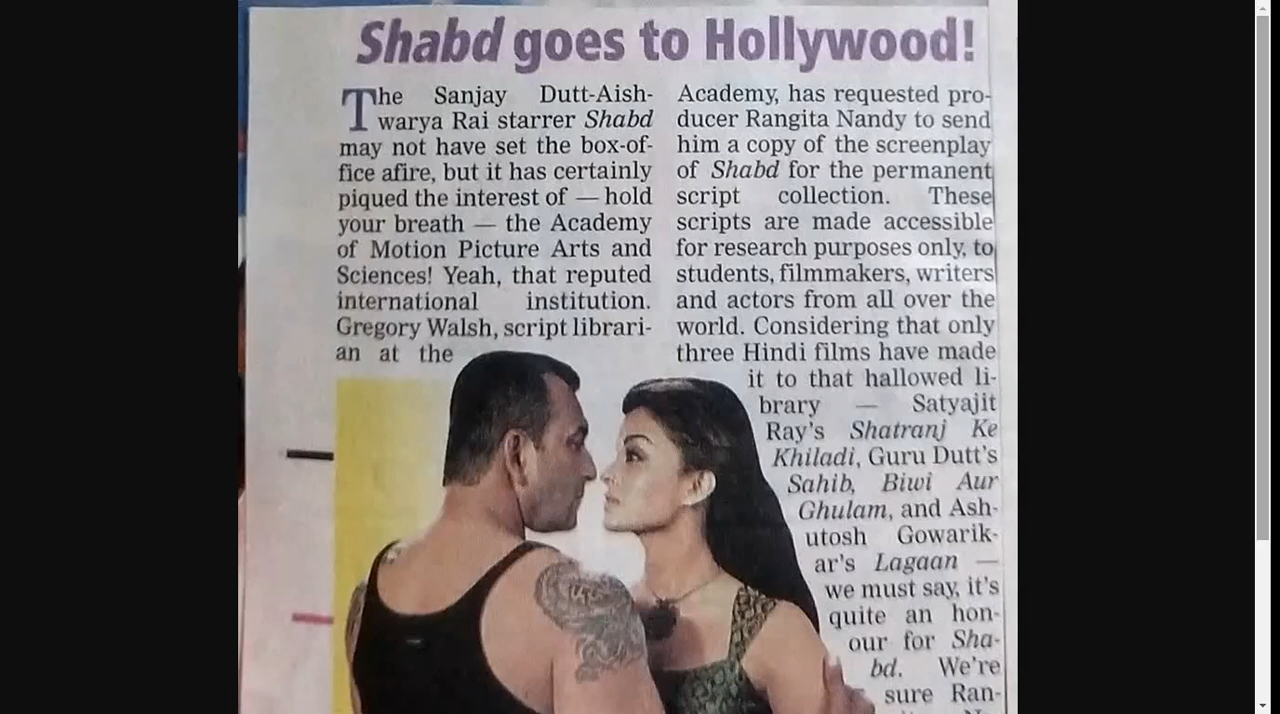 Shabd goes to Hollywood!
The Sanjay Dutt-Aish-
warya Rai starrer Shabd
may not have set the box-of-
fice afire, but it has certainly
piqued the interest of — hold
your breath — the Academy
of Motion Picture Arts and
Sciences! Yeah, that reputed
international institution.
Gregory Walsh, script librari-
an at the
Academy, has requested pro-
ducer Rangita Nandy to send
him a copy of the screenplay
of Shabd for the permanent
script collection. These
scripts are made accessible
for research purposes only, to
students, filmmakers, writers
and actors from all over the
world. Considering that only
three Hindi films have made
it to that hallowed li-
brary — Satyajit
Ray's Shatranj Ke
Khiladi, Guru Dutt's
Sahib, Biwi Aur
Ghulam, and Ash-
utosh Gowarik-
ar's Lagaan —
we must say, it's
quite an hon-
our for Sha-
bd. We're
sure Ran-